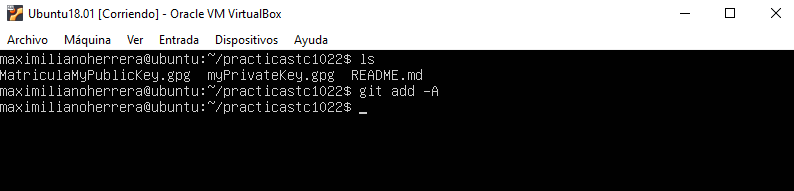 Ubuntu18.01 [Corriendo] - Oracle VM VirtualBox
Archivo Máquina Ver Entrada Dispositivos Ayuda
maximilianoherrera@ubuntu:~/practicastc1022$ ls
MatriculaMyPublicKey.gpg myPrivateKey.gpg README.md
maximilianoherrera@ubuntu:~/practicastc1022$ git add -A
maximilianoherrera@ubuntu:~/practicastc1022$ _